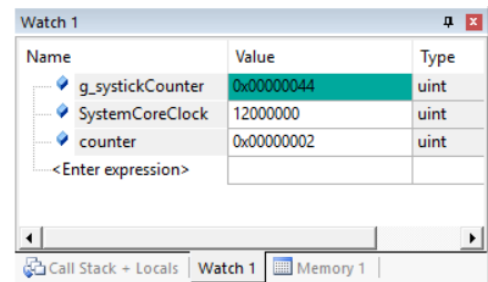 Watch 1
Name Value Type
g_systickCounter 0x00000044 uint
SystemCoreClock 12000000 uint
counter 0x00000002 uint
<Enter expression>
Call Stack + Locals Watch 1 Memory 1